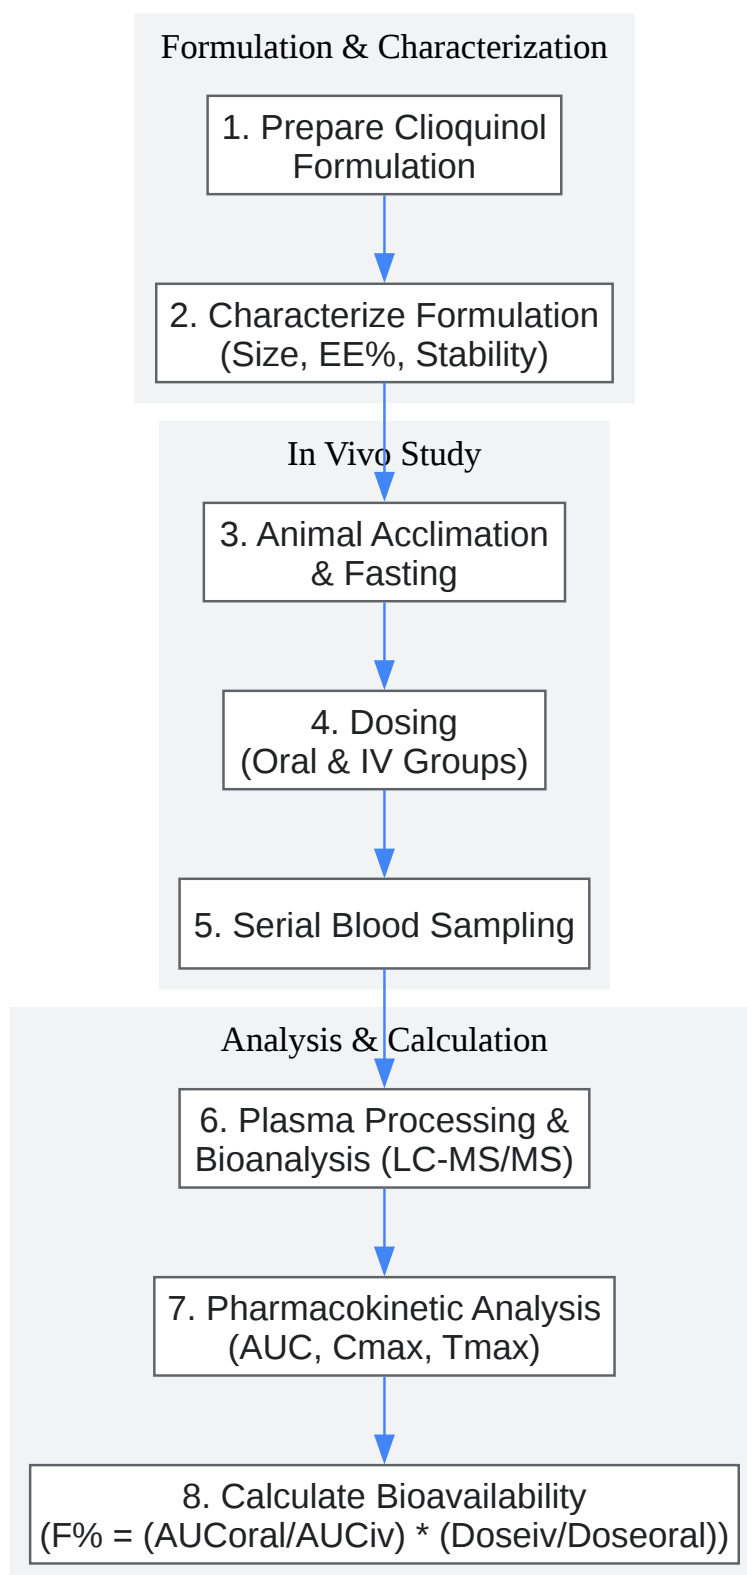 Formulation & Characterization
1. Prepare Clioquinol
Formulation
2. Characterize Formulation
(Size, EE%, Stability)
In Vivo Study
3. Animal Acclimation
& Fasting
4. Dosing
(Oral & IV Groups)
5. Serial Blood Sampling
Analysis & Calculation
6. Plasma Processing &
Bioanalysis (LC-MS/MS)
7. Pharmacokinetic Analysis
(AUC, Cmax, Tmax)
8. Calculate Bioavailability
(F% = (AUCoral/AUCiv) * (Doseiv/Doseoral))